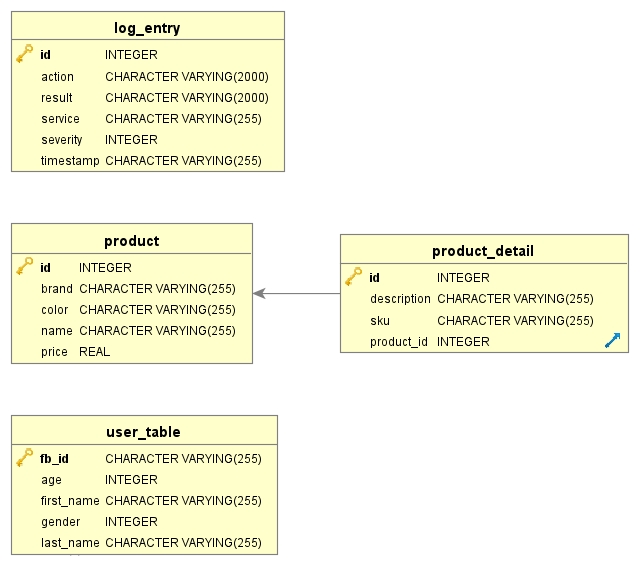 log_entry
id INTEGER
action CHARACTER VARYING(2000)
result CHARACTER VARYING(2000)
service CHARACTER VARYING(255)
severity INTEGER
timestamp CHARACTER VARYING(255)
product
id INTEGER
brand CHARACTER VARYING(255)
color CHARACTER VARYING(255)
name CHARACTER VARYING(255)
price REAL
product_detail
id INTEGER
description CHARACTER VARYING(255)
sku CHARACTER VARYING(255)
product_id INTEGER
user_table
fb_id CHARACTER VARYING(255)
age INTEGER
first_name CHARACTER VARYING(255)
gender INTEGER
last_name CHARACTER VARYING(255)